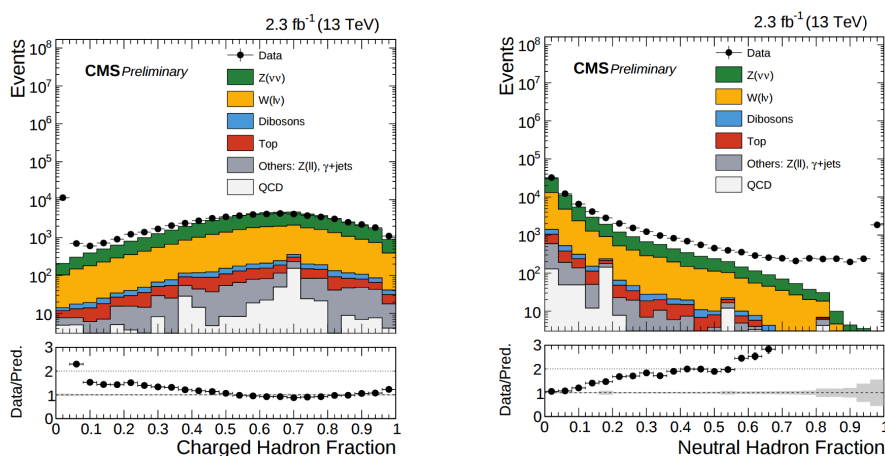 2.3 fb⁻¹ (13 TeV)
Events
10⁸
10⁷
10⁶
10⁵
10⁴
10³
10²
10
CMS Preliminary
Data
Z(νν)
W(lν)
Dibosons
Top
Others: Z(ll), γ+jets
QCD
Data/Pred.
3
2
1
0 0.1 0.2 0.3 0.4 0.5 0.6 0.7 0.8 0.9 1
Charged Hadron Fraction
2.3 fb⁻¹ (13 TeV)
Events
10⁸
10⁷
10⁶
10⁵
10⁴
10³
10²
10
CMS Preliminary
Data
Z(νν)
W(lν)
Dibosons
Top
Others: Z(ll), γ+jets
QCD
Data/Pred.
3
2
1
0 0.1 0.2 0.3 0.4 0.5 0.6 0.7 0.8 0.9 1
Neutral Hadron Fraction